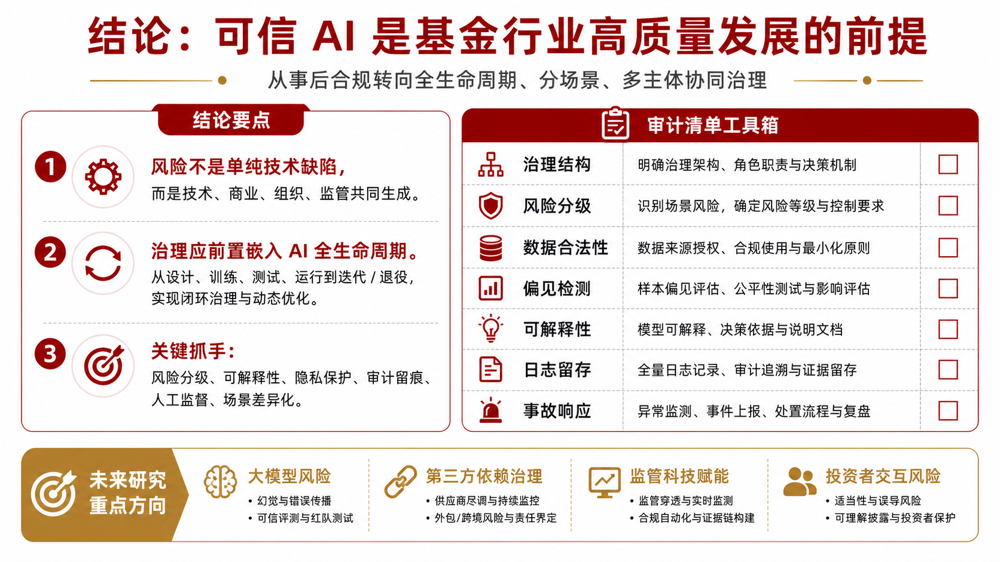 结论：可信 AI 是基金行业高质量发展的前提
从事后合规转向全生命周期、分场景、多主体协同治理
结论要点
1
风险不是单纯技术缺陷，
而是技术、商业、组织、监管共同生成。
2
治理应前置嵌入 AI 全生命周期。
从设计、训练、测试、运行到迭代 / 退役，
实现闭环治理与动态优化。
3
关键抓手：
风险分级、可解释性、隐私保护、审计留痕、
人工监督、场景差异化。
审计清单工具箱
治理结构 明确治理架构、角色职责与决策机制
风险分级 识别场景风险，确定风险等级与控制要求
数据合法性 数据来源授权、合规使用与最小化原则
偏见检测 样本偏见评估、公平性测试与影响评估
可解释性 模型可解释、决策依据与说明文档
日志留存 全量日志记录、审计追溯与证据留存
事故响应 异常监测、事件上报、处置流程与复盘
未来研究
重点方向
大模型风险
• 幻觉与错误传播
• 可信评测与红队测试
第三方依赖治理
• 供应商尽调与持续监控
• 外包/跨境风险与责任界定
监管科技赋能
• 监管穿透与实时监测
• 合规自动化与证据链构建
投资者交互风险
• 适当性与误导风险
• 可理解披露与投资者保护